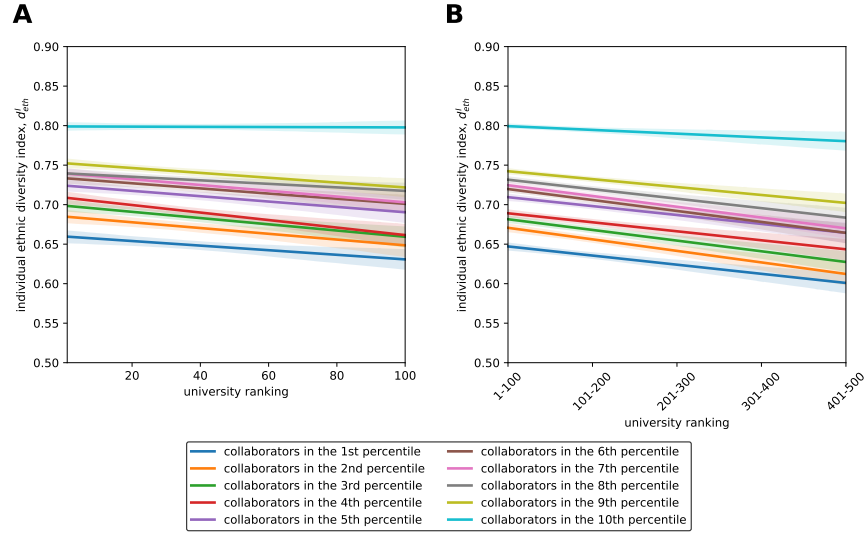 A
B
0.90
0.85
0.80
0.75
0.70
0.65
0.60
0.55
0.50
individual ethnic diversity index, d^I_eth
20
40
60
80
100
university ranking
0.90
0.85
0.80
0.75
0.70
0.65
0.60
0.55
0.50
individual ethnic diversity index, d^I_eth
1-100
101-200
201-300
301-400
401-500
university ranking
collaborators in the 1st percentile
collaborators in the 2nd percentile
collaborators in the 3rd percentile
collaborators in the 4th percentile
collaborators in the 5th percentile
collaborators in the 6th percentile
collaborators in the 7th percentile
collaborators in the 8th percentile
collaborators in the 9th percentile
collaborators in the 10th percentile